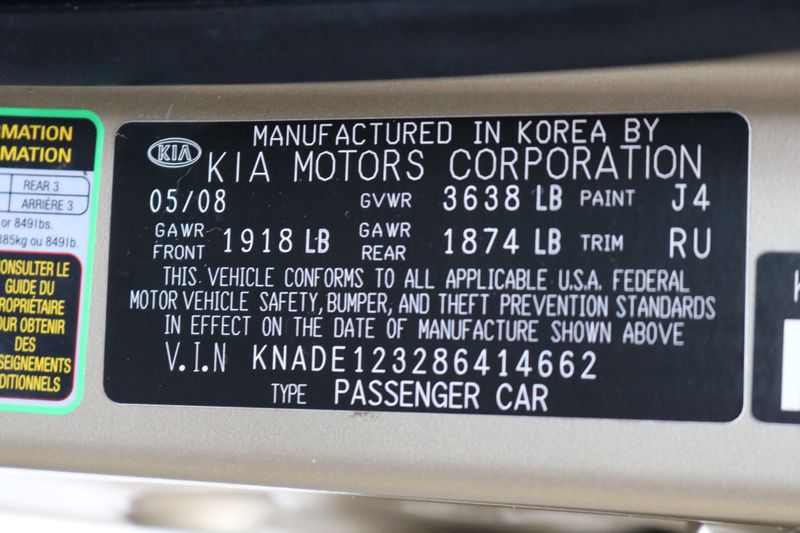 RMATION
MATION
REAR 3
ARRIÈRE 3
or 849lbs.
385kg ou 849lb.
CONSULTER LE
GUIDE DU
PROPRIÉTAIRE
POUR OBTENIR
DES
SEIGNEMENTS
DITIONNELS
MANUFACTURED IN KOREA BY
KIA KIA MOTORS CORPORATION
05/08 GVWR 3638 LB PAINT J4
GAWR FRONT 1918 LB GAWR REAR 1874 LB TRIM RU
THIS VEHICLE CONFORMS TO ALL APPLICABLE U.S.A. FEDERAL
MOTOR VEHICLE SAFETY, BUMPER, AND THEFT PREVENTION STANDARDS
IN EFFECT ON THE DATE OF MANUFACTURE SHOWN ABOVE
V.I.N KNADE123286414662
TYPE PASSENGER CAR
K